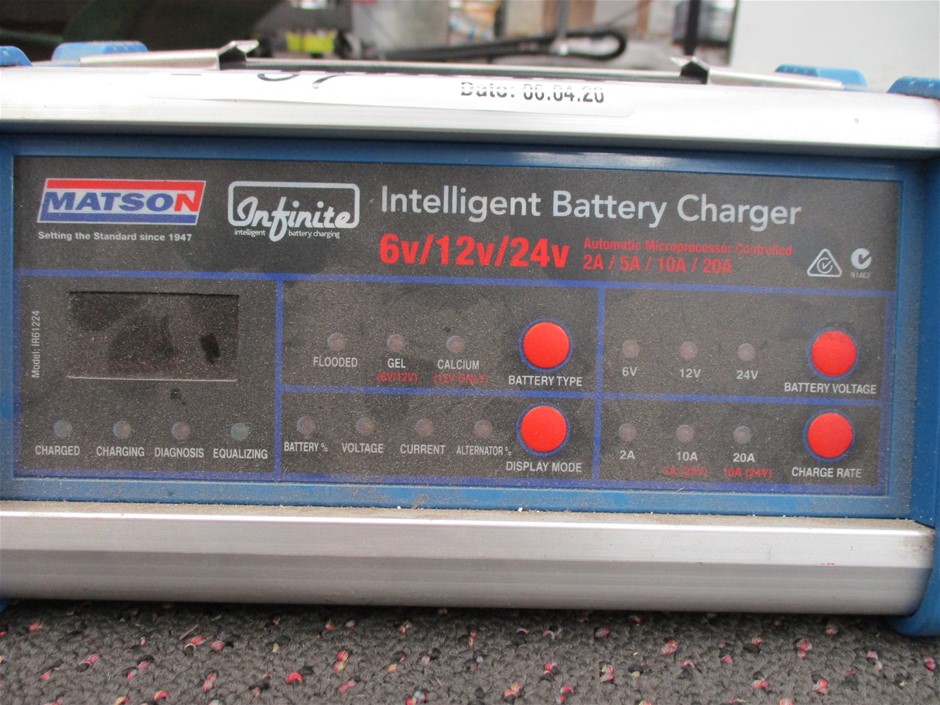 Date: 06.04.20
MATSON
Setting the Standard since 1947
Infinite
intelligent battery charging
Intelligent Battery Charger
6v/12v/24v
Automatic Microprocessor Controlled
2A / 5A / 10A / 20A
Model: IR61224
FLOODED GEL CALCIUM
(6V/12V) (12V ONLY)
BATTERY TYPE
6V 12V 24V
BATTERY VOLTAGE
CHARGED CHARGING DIAGNOSIS EQUALIZING
BATTERY % VOLTAGE CURRENT ALTERNATOR %
DISPLAY MODE
2A 10A 20A
10A (24V)
CHARGE RATE